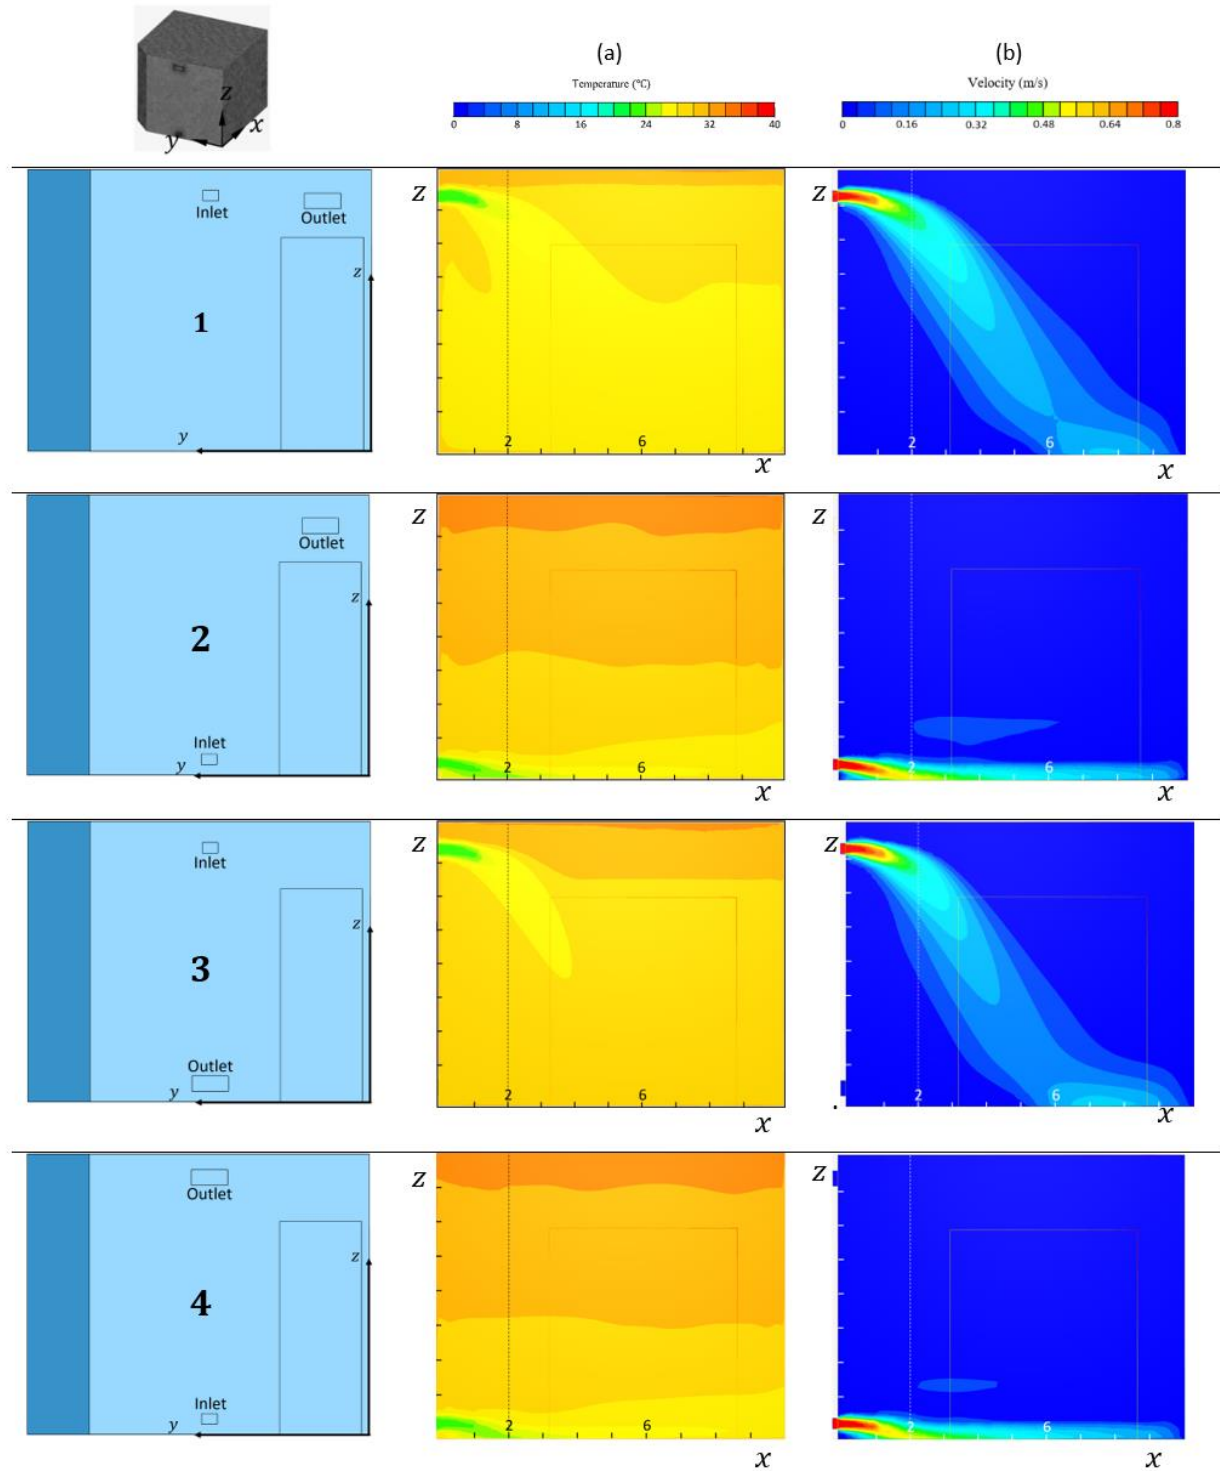 (a)
(b)
Temperature (℃)
Velocity (m/s)
0 8 16 24 32 40
0 0.16 0.32 0.48 0.64 0.8
z
x
y
Inlet
Outlet
z
1
y
z
2 6
x
z
2 6
x
Outlet
z
2
Inlet
y
z
2 6
x
z
2 6
x
Inlet
z
3
Outlet
y
z
2 6
x
z
2 6
x
Outlet
z
4
Inlet
y
z
2 6
x
z
2 6
x